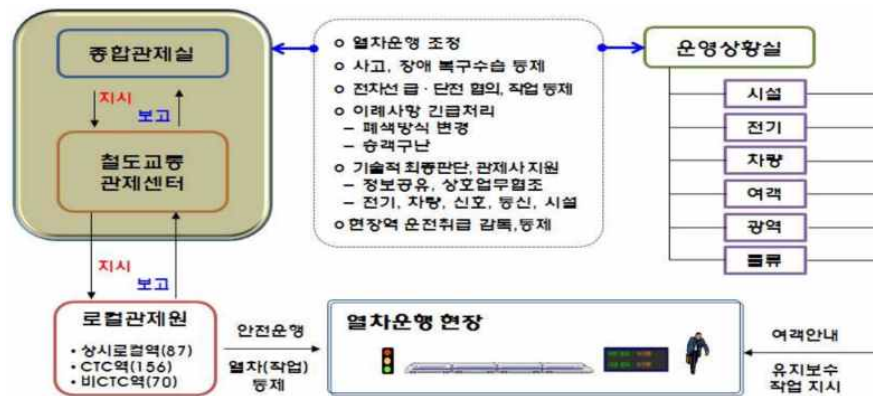 종합관제실
지시
보고
철도교통
관제센터
지시
보고
로컬관제원
• 상시로컬역(87)
• CTC역(156)
• 비CTC역(70)
o 열차운행 조정
o 사고, 장애 복구수습 통제
o 전차선 급·단전 협의, 작업 통제
o 이례사항 긴급처리
– 폐색방식 변경
– 승객구난
o 기술적 최종판단, 관제사 지원
– 정보공유, 상호업무협조
– 전기, 차량, 신호, 통신, 시설
o 현장역 운전취급 감독,통제
운영상황실
시설
전기
차량
여객
광역
물류
안전운행
열차(작업)
통제
열차운행 현장
여객안내
유지보수
작업 지시